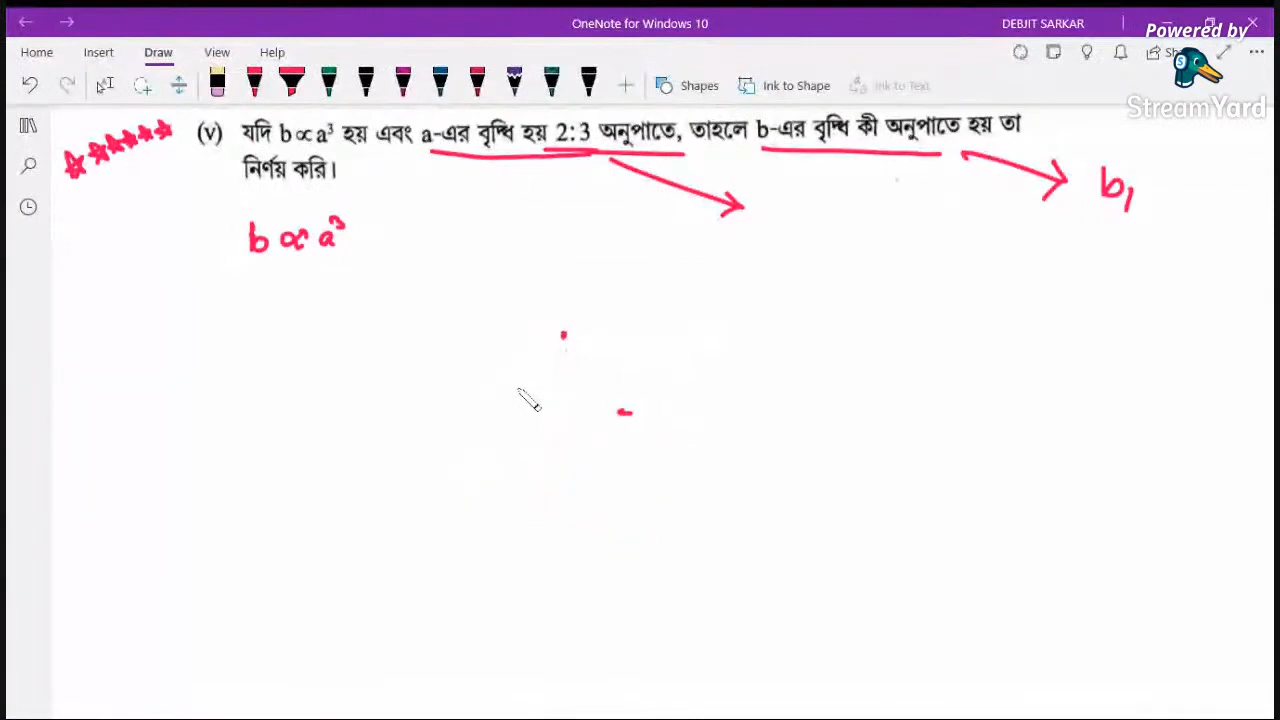 OneNote for Windows 10
DEBJIT SARKAR
Powered by
Home Insert Draw View Help
Shapes Ink to Shape Ink to Text
StreamYard
(v) যদি b∝a³ হয় এবং a-এর বৃদ্ধি হয় 2:3 অনুপাতে, তাহলে b-এর বৃদ্ধি কী অনুপাতে হয় তা
নির্ণয় করি।
b₁
b ∝ a³